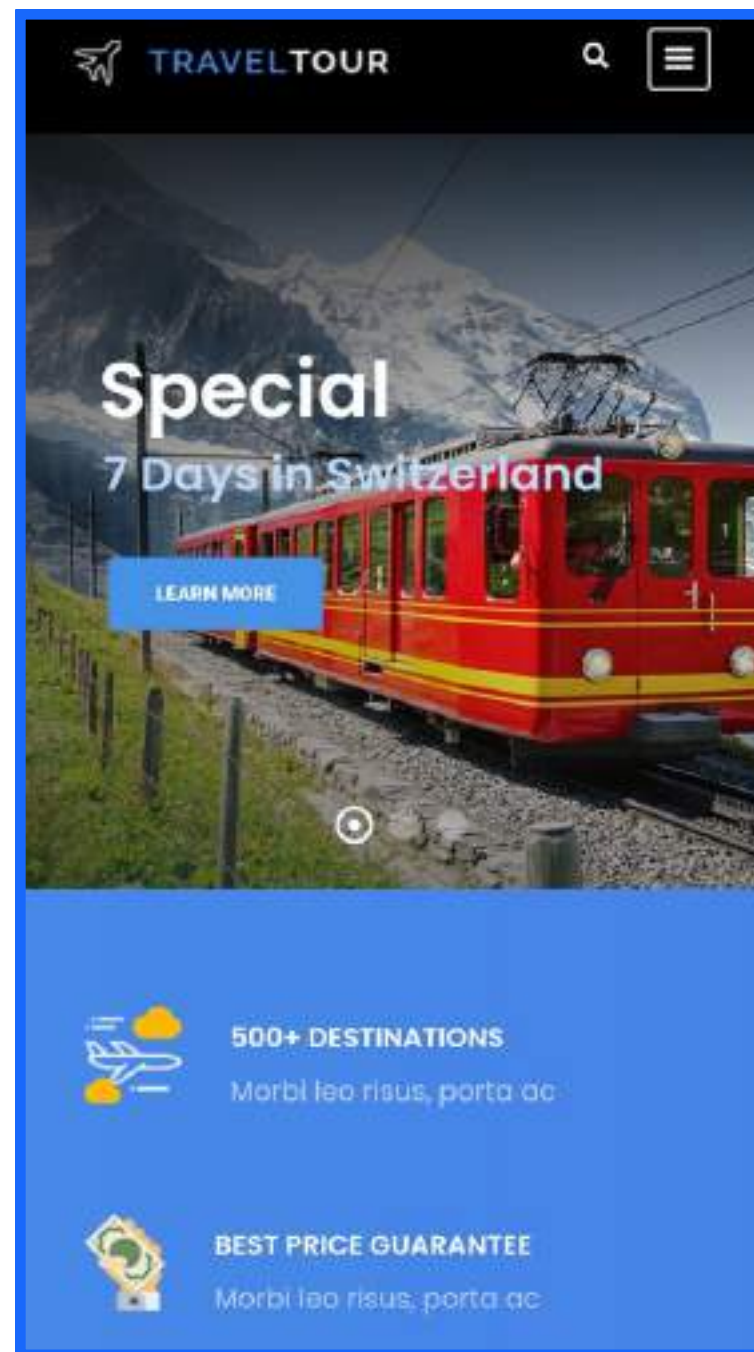 TRAVELTOUR
Special
7 Days in Switzerland
LEARN MORE
500+ DESTINATIONS
Morbi leo risus, porta ac
BEST PRICE GUARANTEE
Morbi leo risus, porta ac